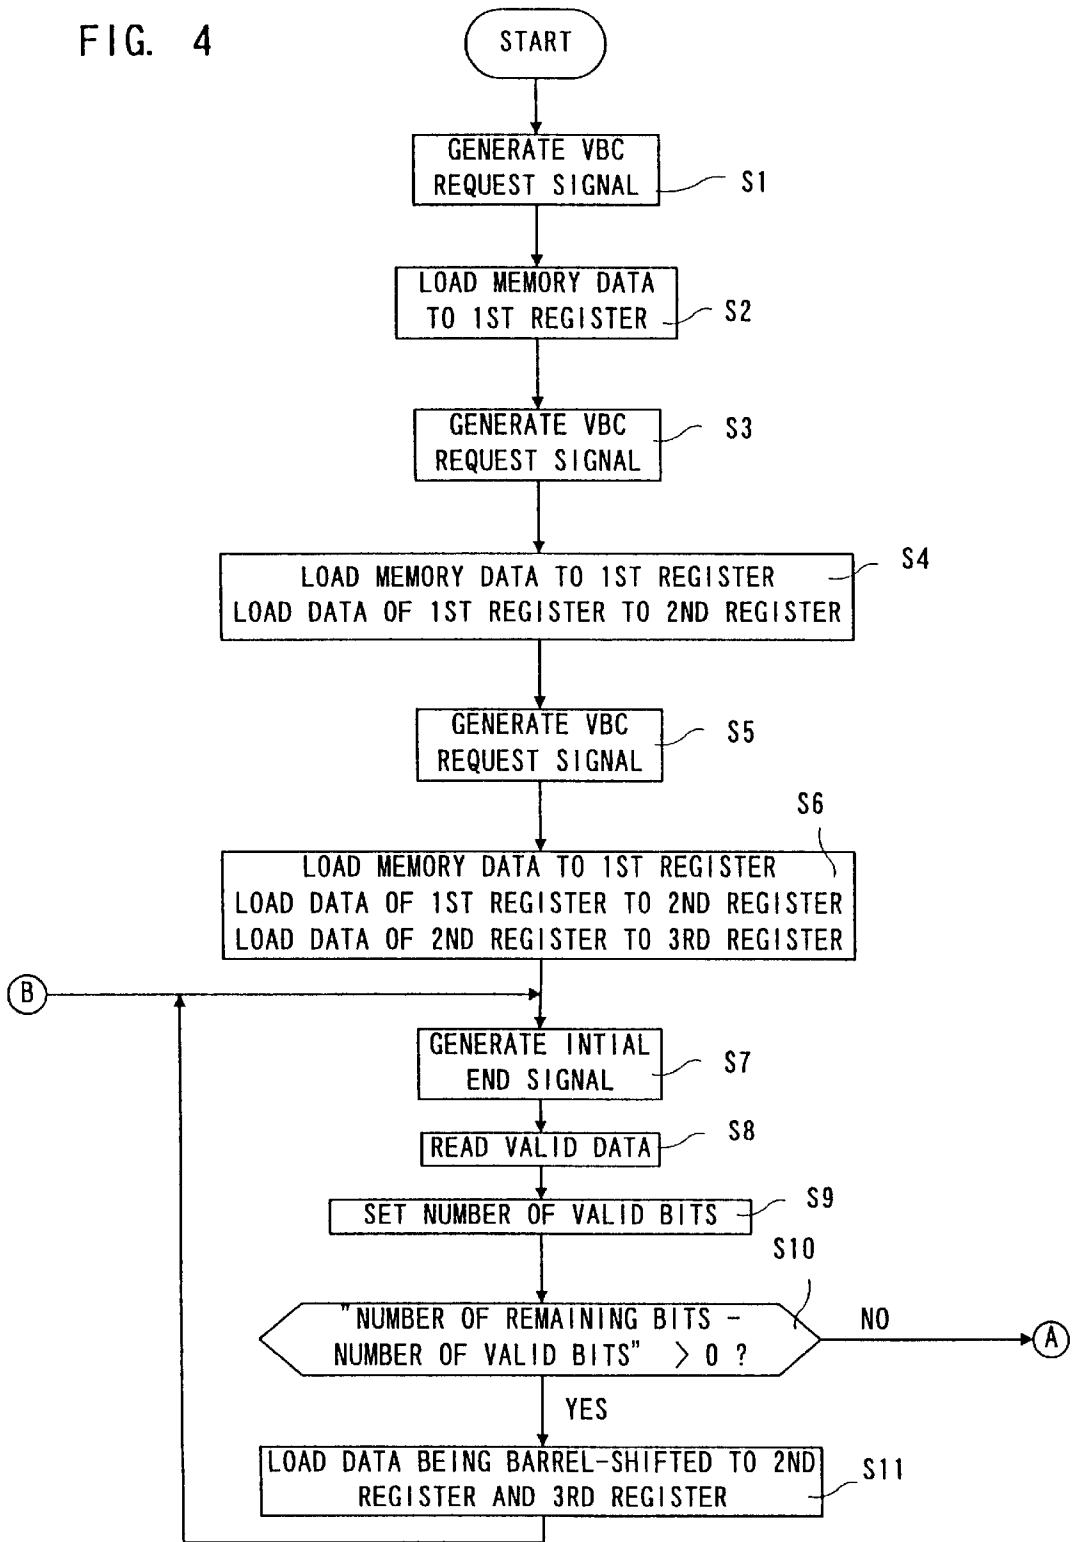 FIG. 4
START
GENERATE VBC
REQUEST SIGNAL
S1
LOAD MEMORY DATA
TO 1ST REGISTER
S2
GENERATE VBC
REQUEST SIGNAL
S3
LOAD MEMORY DATA TO 1ST REGISTER
LOAD DATA OF 1ST REGISTER TO 2ND REGISTER
S4
GENERATE VBC
REQUEST SIGNAL
S5
S6
LOAD MEMORY DATA TO 1ST REGISTER
LOAD DATA OF 1ST REGISTER TO 2ND REGISTER
LOAD DATA OF 2ND REGISTER TO 3RD REGISTER
B
GENERATE INTIAL
END SIGNAL
S7
READ VALID DATA
S8
SET NUMBER OF VALID BITS
S9
S10
"NUMBER OF REMAINING BITS -
NUMBER OF VALID BITS" > 0 ?
NO
A
YES
LOAD DATA BEING BARREL-SHIFTED TO 2ND
REGISTER AND 3RD REGISTER
S11